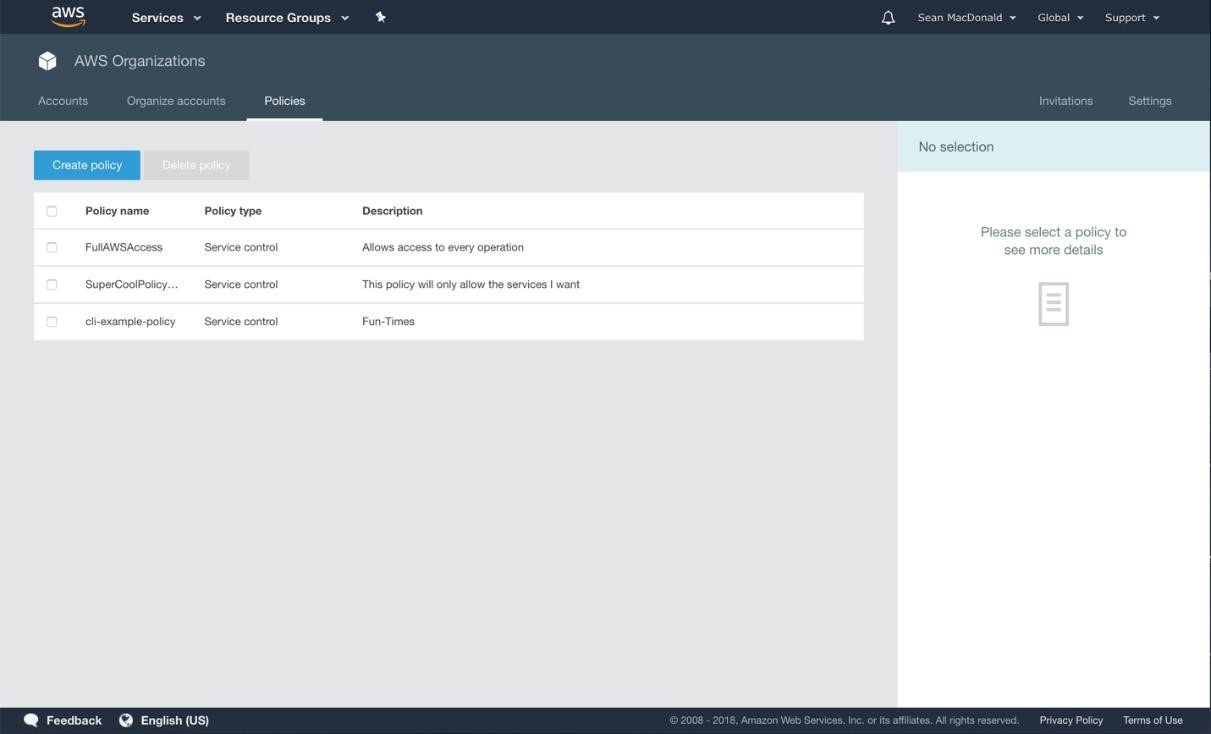 aws Services Resource Groups Sean MacDonald Global Support
AWS Organizations
Accounts Organize accounts Policies Invitations Settings
Create policy Delete policy
No selection
Policy name Policy type Description
FullAWSAccess Service control Allows access to every operation
SuperCoolPolicy… Service control This policy will only allow the services I want
cli-example-policy Service control Fun-Times
Please select a policy to
see more details
Feedback English (US) © 2008 - 2018, Amazon Web Services, Inc. or its affiliates. All rights reserved. Privacy Policy Terms of Use